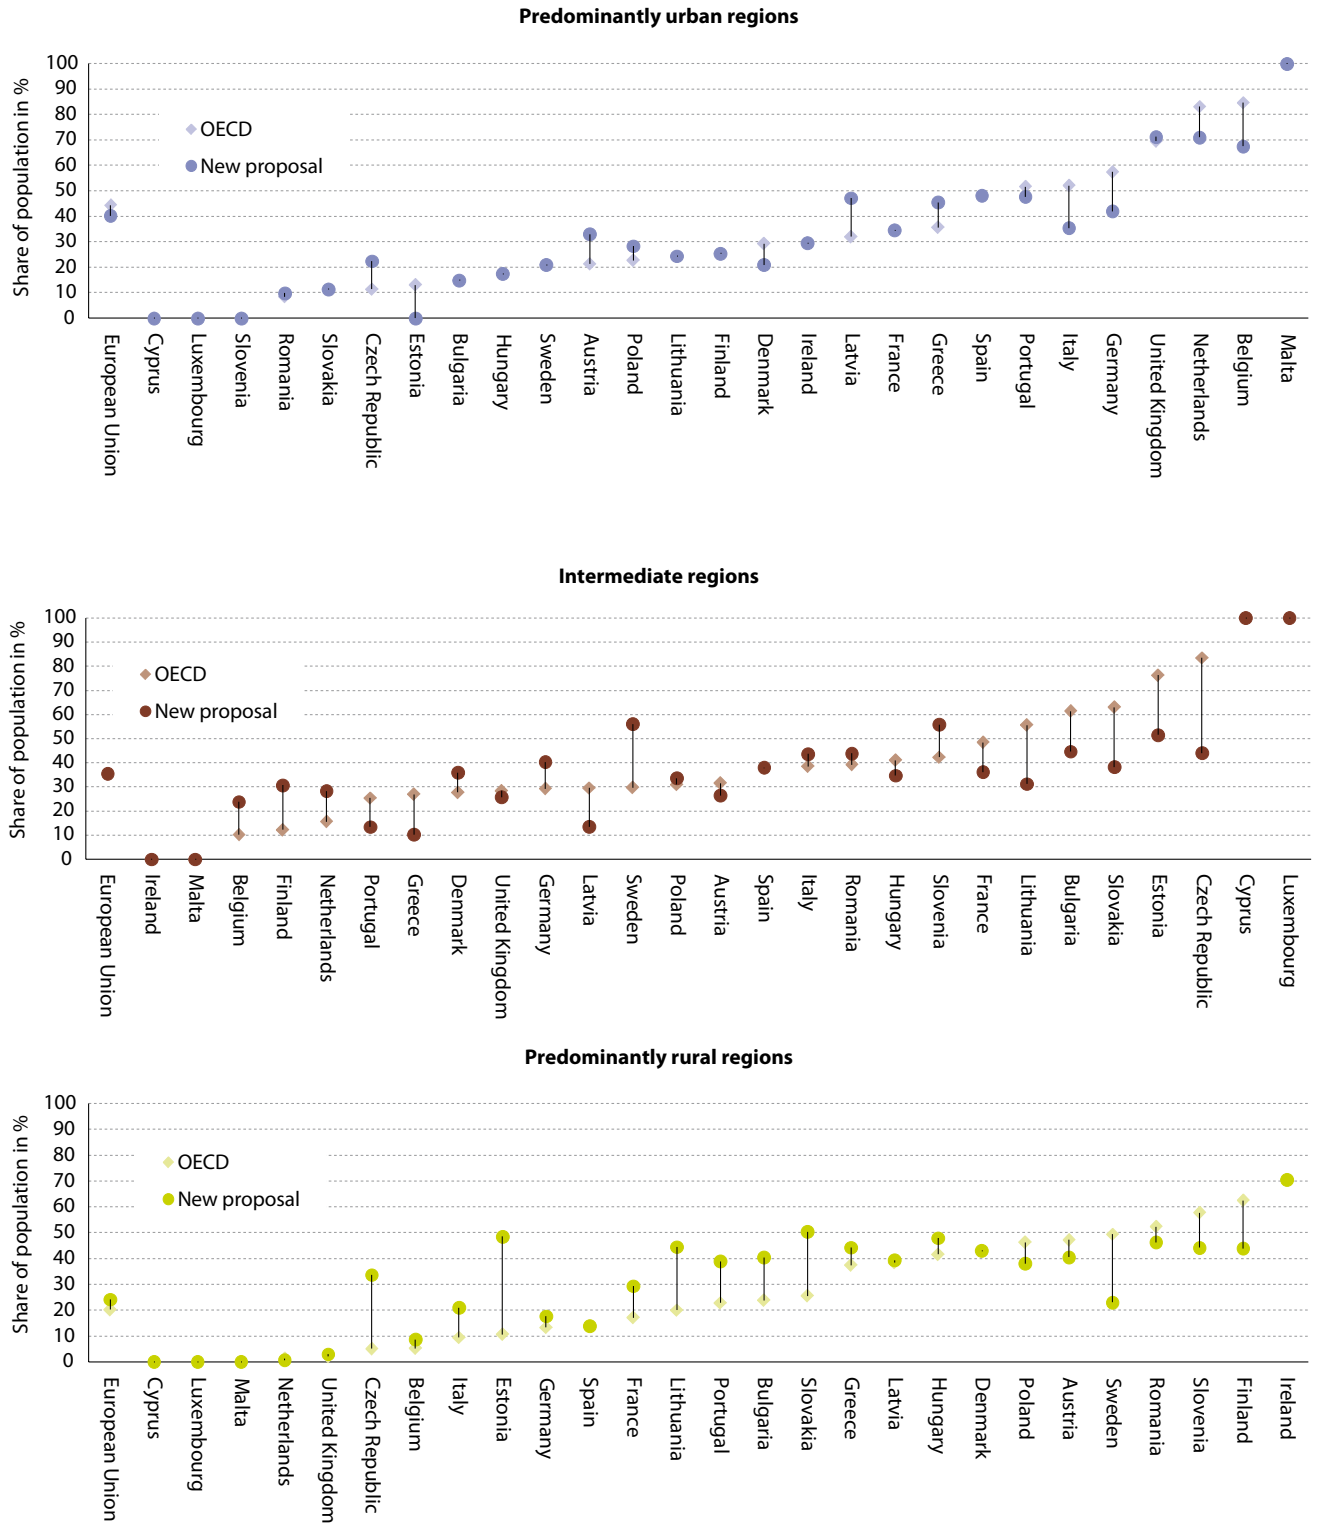 Predominantly urban regions
Share of population in %
100
90
80
70
60
50
40
30
20
10
0
OECD
New proposal
European Union
Cyprus
Luxembourg
Slovenia
Romania
Slovakia
Czech Republic
Estonia
Bulgaria
Hungary
Sweden
Austria
Poland
Lithuania
Finland
Denmark
Ireland
Latvia
France
Greece
Spain
Portugal
Italy
Germany
United Kingdom
Netherlands
Belgium
Malta
Intermediate regions
Share of population in %
100
90
80
70
60
50
40
30
20
10
0
OECD
New proposal
European Union
Ireland
Malta
Belgium
Finland
Netherlands
Portugal
Greece
Denmark
United Kingdom
Germany
Latvia
Sweden
Poland
Austria
Spain
Italy
Romania
Hungary
Slovenia
France
Lithuania
Bulgaria
Slovakia
Estonia
Czech Republic
Cyprus
Luxembourg
Predominantly rural regions
Share of population in %
100
90
80
70
60
50
40
30
20
10
0
OECD
New proposal
European Union
Cyprus
Luxembourg
Malta
Netherlands
United Kingdom
Czech Republic
Belgium
Italy
Estonia
Germany
Spain
France
Lithuania
Portugal
Bulgaria
Slovakia
Greece
Latvia
Hungary
Denmark
Poland
Austria
Sweden
Romania
Slovenia
Finland
Ireland